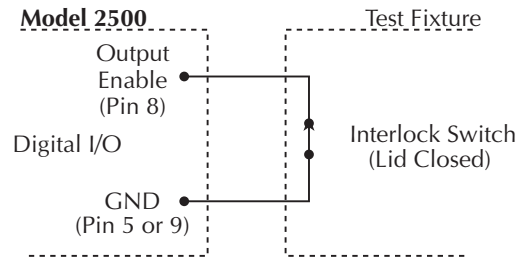 Model 2500
Test Fixture
Output
Enable
(Pin 8)
Digital I/O
Interlock Switch
(Lid Closed)
GND
(Pin 5 or 9)